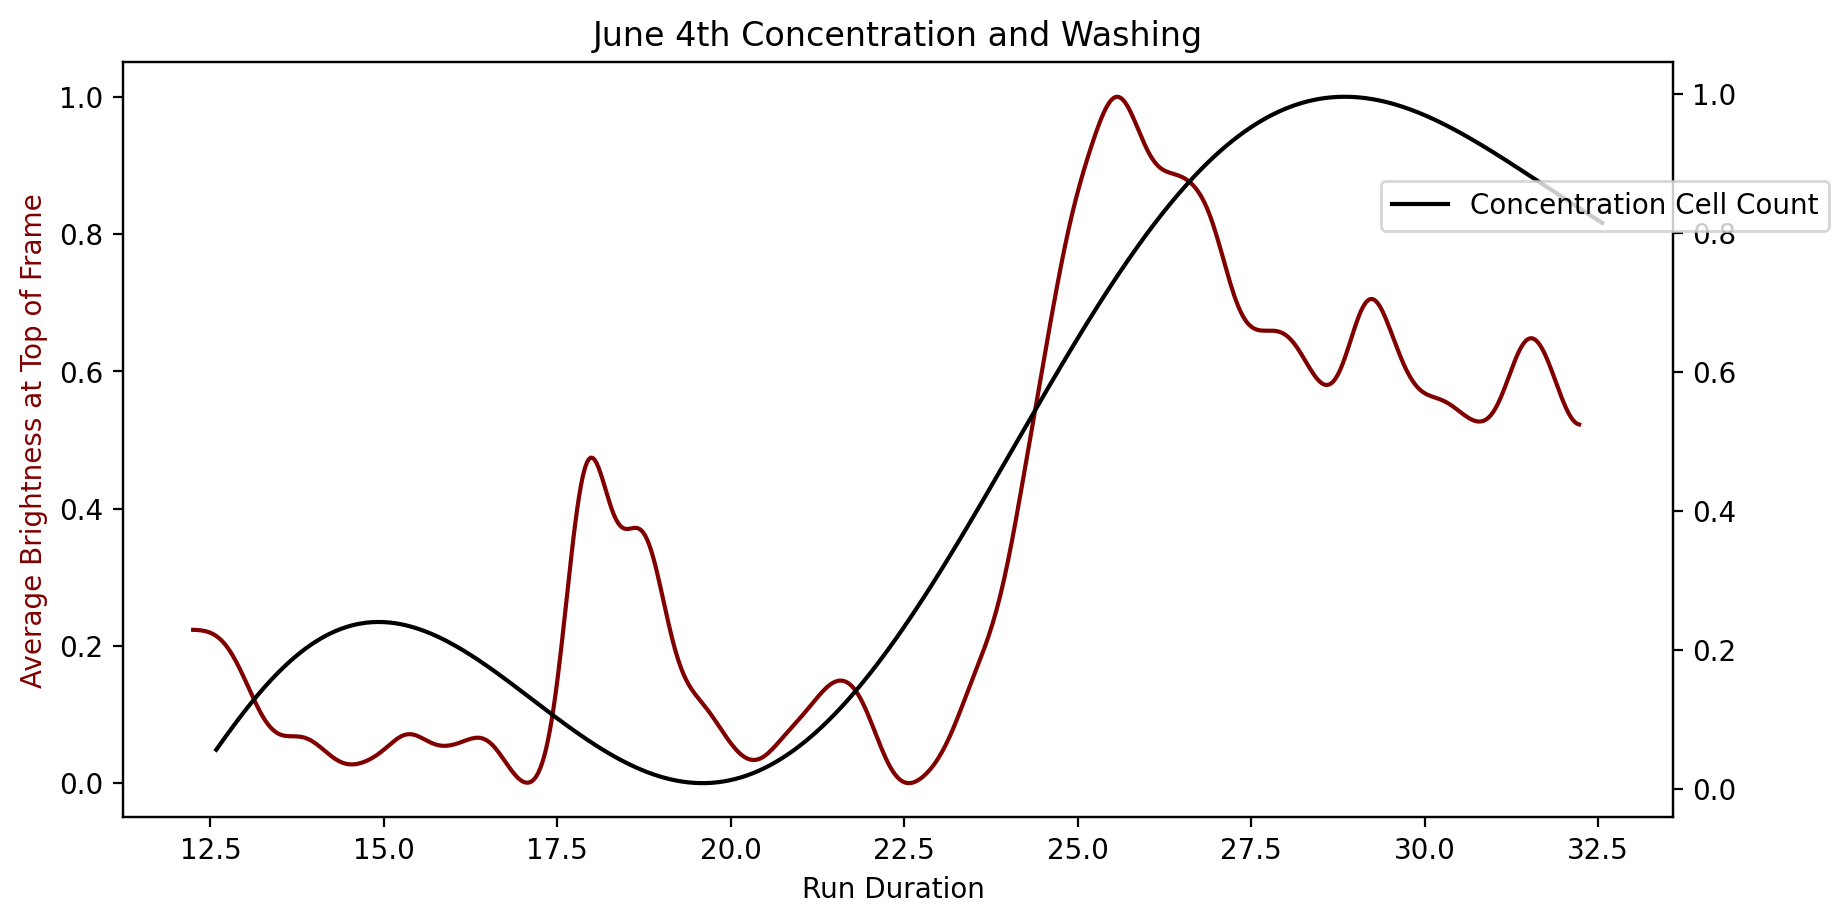 June 4th Concentration and Washing
Average Brightness at Top of Frame
1.0
0.8
0.6
0.4
0.2
0.0
1.0
0.8
0.6
0.4
0.2
0.0
Concentration Cell Count
12.5 15.0 17.5 20.0 22.5 25.0 27.5 30.0 32.5
Run Duration